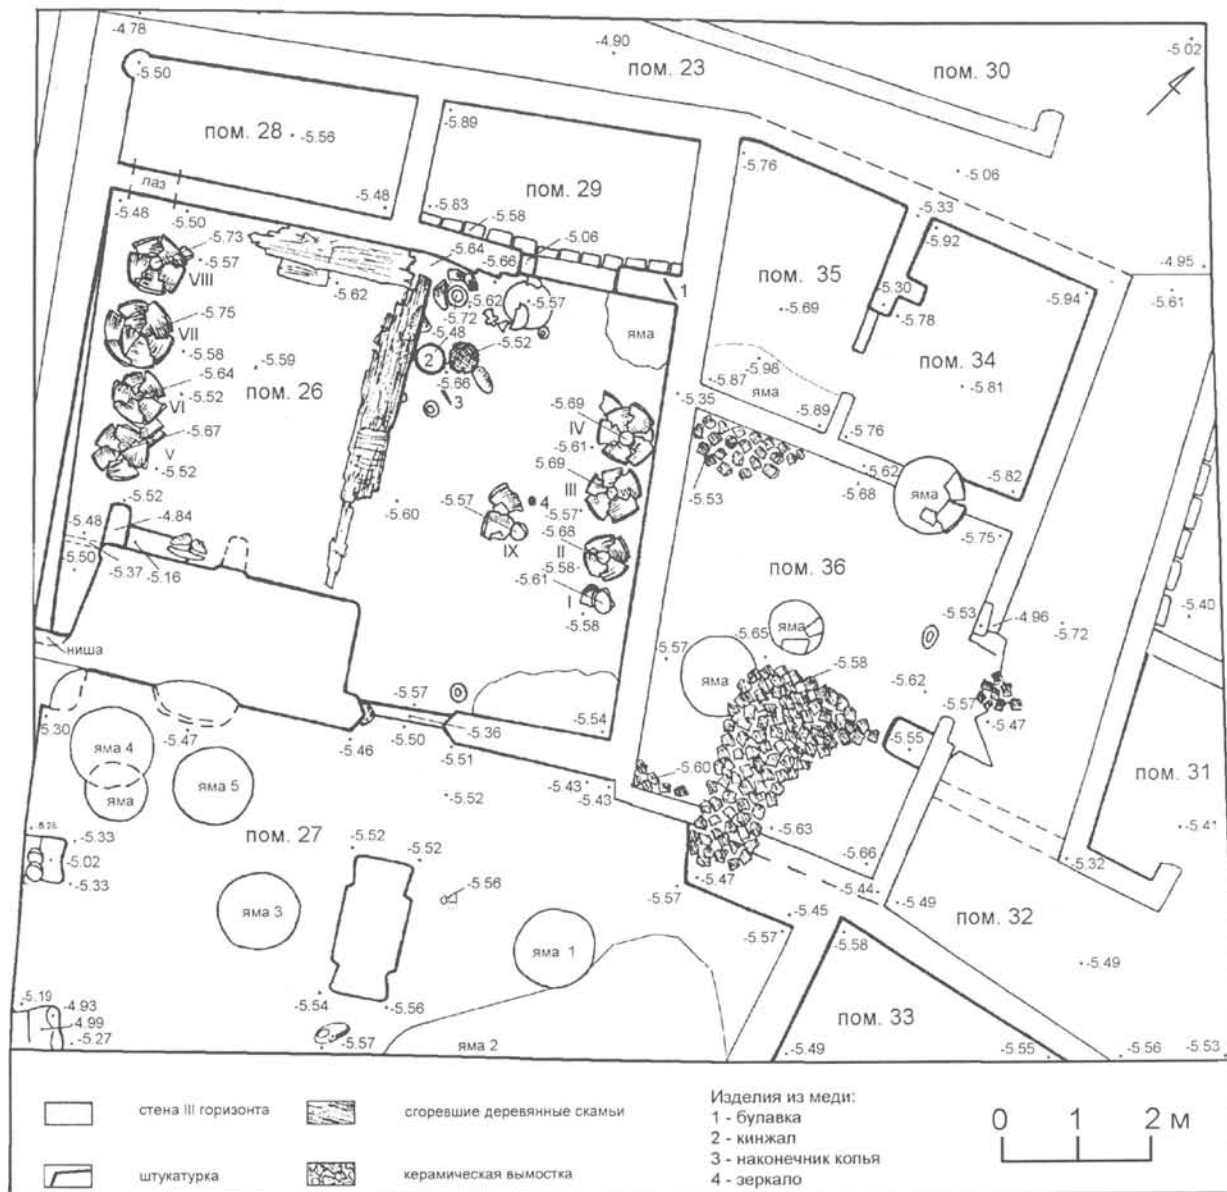 -4.78
-4.90
-5.02
пом. 23
пом. 30
-5.50
пом. 28
-5.56
-5.89
-5.76
-5.06
-5.33
-5.92
-4.95
лаз
-5.48
-5.83
пом. 29
-5.58
-5.06
-5.48
-5.50
-5.64
-5.66
1
пом. 35
-5.30
-5.94
-5.61
-5.73
-5.57
VIII
-5.62
-5.62
-5.57
-5.72
-5.69
-5.78
пом. 34
-5.75
VII
-5.48
-5.52
яма
-5.58
-5.59
2
-5.98
-5.81
-5.64
пом. 26
-5.66
-5.87
яма
VI
-5.52
3
-5.35
-5.89
-5.76
-5.67
-5.69
IV
V
-5.61
-5.62
-5.82
-5.52
5.69
-5.53
-5.68
яма
-5.52
-5.60
-5.57
4
III
-5.57
-5.75
-5.48
-4.84
-5.68
IX
II
-5.50
-5.37
-5.16
-5.58
пом. 36
-5.61
I
-5.40
-5.58
яма
-5.53
-4.96
-5.72
ниша
-5.57
-5.65
-5.58
яма
-5.62
-5.57
-5.47
-5.57
-5.54
-5.30
-5.47
-5.46
-5.50
-5.36
-5.55
яма 4
-5.51
-5.60
яма
яма 5
-5.43
-5.43
пом. 31
-5.52
-5.26
-5.33
пом. 27
-5.52
-5.52
-5.63
-5.41
-5.02
-5.66
-5.32
-5.33
-5.56
-5.47
-5.57
-5.44
-5.49
яма 3
-5.45
пом. 32
яма 1
-5.57
-5.58
-5.49
-5.19
-4.93
-5.54
-5.56
4.99
-5.27
-5.57
яма 2
пом. 33
-5.49
-5.55
-5.56
-5.53
стена III горизонта
сгоревшие деревянные скамьи
штукатурка
керамическая вымостка
Изделия из меди:
1 - булавка
2 - кинжал
3 - наконечник копья
4 - зеркало
0 1 2 м